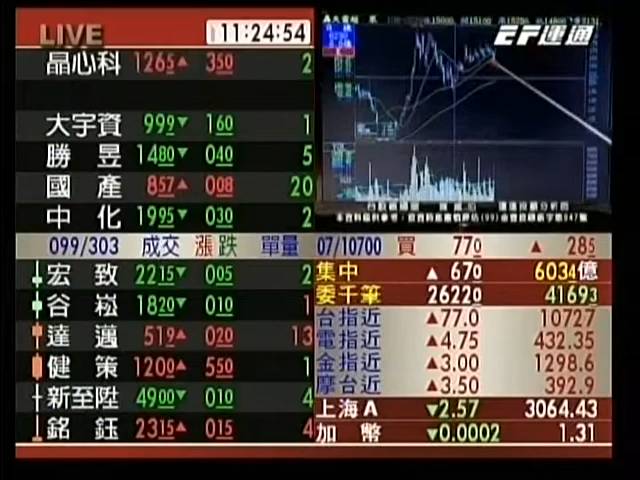 LIVE 11:24:54
EF運通
晶心科 1265▲ 350 2
大宇資 999▼ 160 1
勝昱 1480▼ 040 5
國產 857▲ 008 20
中化 1995▼ 030 2
099/303 成交 漲跌 單量
宏致 2215▼ 005 2
谷崧 1820▼ 010 1
達邁 519▲ 020 13
健策 1200▲ 550 1
新至陞 4900▼ 010 4
銘鈺 2315▲ 015 4
07/10700 買 770 ▲ 285
集中 ▲ 670 6034億
委千筆 26220 41693
台指近 ▲77.0 10727
電指近 ▲4.75 432.35
金指近 ▲3.00 1298.6
摩台近 ▲3.50 392.9
上海A ▼2.57 3064.43
加幣 ▼0.0002 1.31